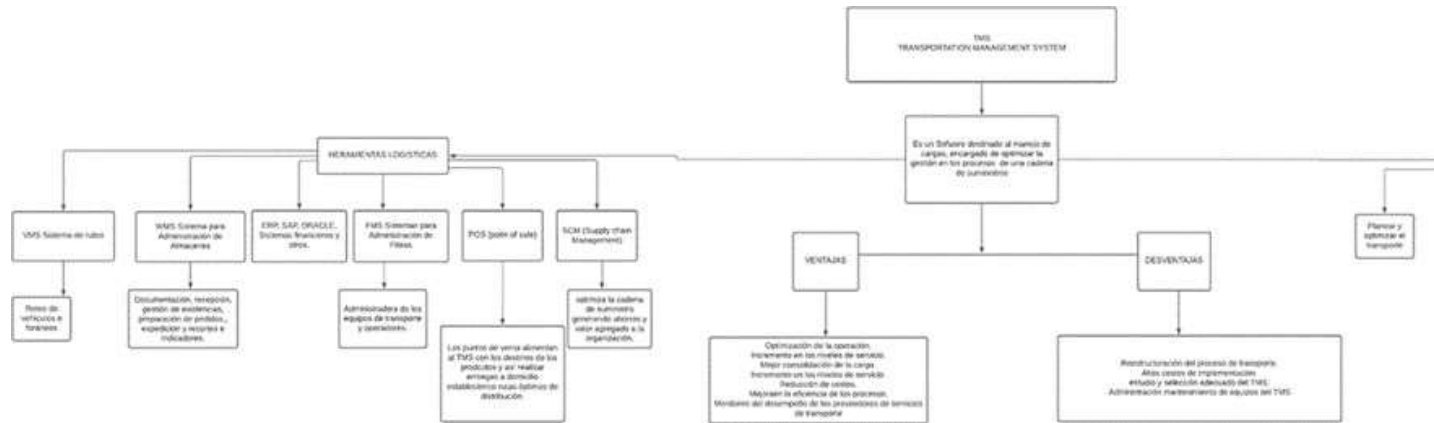 TMS
TRANSPORTATION MANAGEMENT SYSTEM
Es un Software destinado al manejo de
cargas, encargado de optimizar la
gestión en los procesos de una cadena
de suministros
HERAMIENTAS LOGISTICAS
VMS Sistema de
WMS Sistema para
Administración de
Almacenes
ERP, SAP, ORACLE,
Sistemas financieros y
otros.
FMS Sistemas para
Administración de
Flotas
POS (point of sale)
SCM (Supply chain
Management)
de
vehículos e
Documentación, recepción,
gestión de existencias,
preparación de pedidos,,
expedición y e
indicadores.
Administradora de los
equipos de transporte
y operadores.
Los puntos de venta alimentan
al TMS con los destinos de los
productos y así realizar
entregas a domicilio
estableciendo rutas óptimas de
distribución
optimiza la cadena
de suministro
generando ahorros y
valor agregado a la
organización.
VENTAJAS
DESVENTAJAS
Planear y
optimizar el
transporte
Optimización de la operación.
Incremento en los niveles de servicio.
Mejor consolidación de la carga
Incremento en los niveles de servicio
Reducción de costos.
Mejoraen la eficiencia de los procesos.
Monitoreo del desempeño de los proveedores de servicios
de transporte
Reestructuración del proceso de transporte.
Altos costos de implementación
estudio y selección adecuado del TMS.
Administración mantenimiento de equipos del TMS